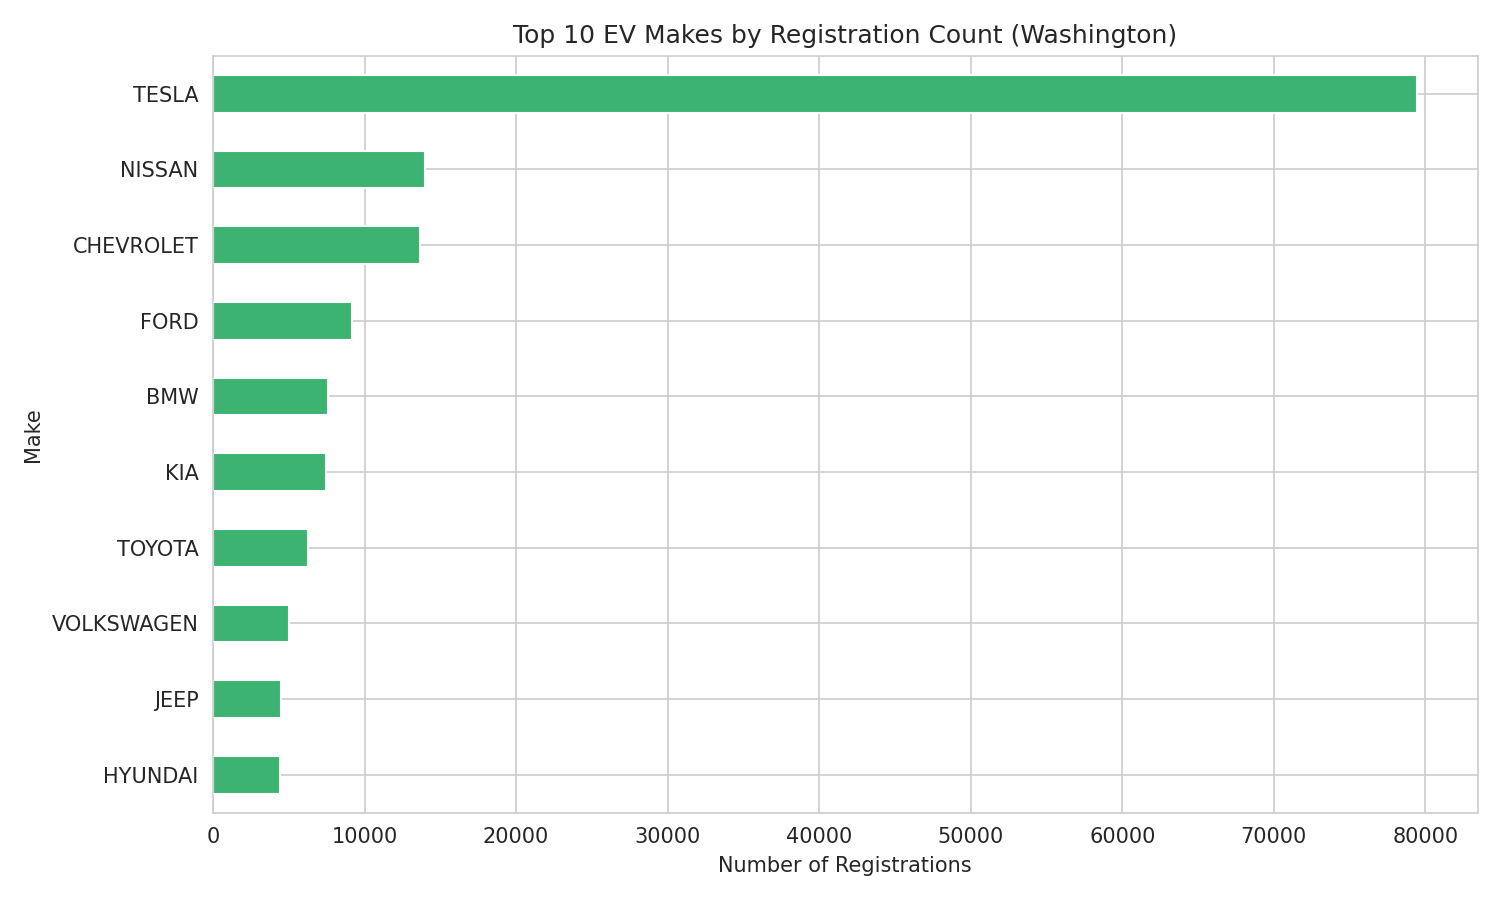 Top 10 EV Makes by Registration Count (Washington)
TESLA
NISSAN
CHEVROLET
FORD
BMW
KIA
TOYOTA
VOLKSWAGEN
JEEP
HYUNDAI
Make
0 10000 20000 30000 40000 50000 60000 70000 80000
Number of Registrations